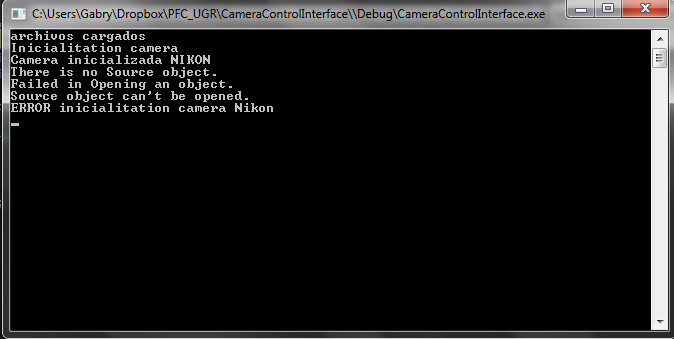 C:\Users\Gabry\Dropbox\PFC_UGR\CameraControlInterface\\Debug\CameraControlInterface.exe
archivos cargados
Inicialitation camera
Camera inicializada NIKON
There is no Source object.
Failed in Opening an object.
Source object can't be opened.
ERROR inicialitation camera Nikon